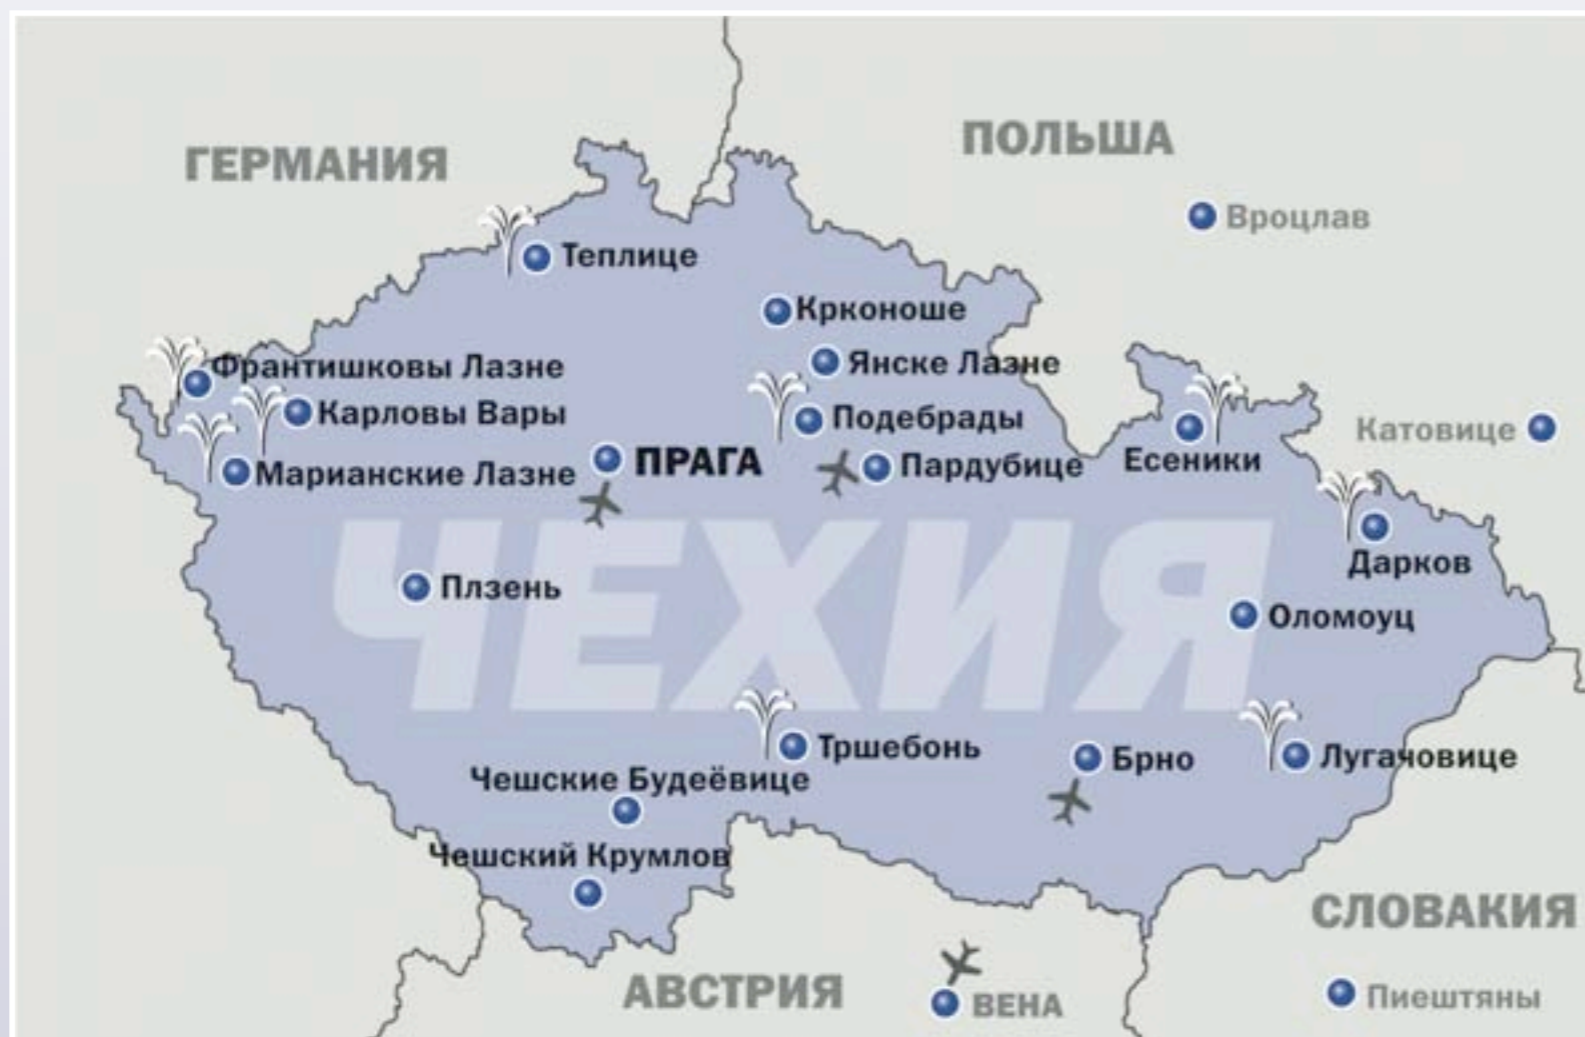 ПОЛЬША
ГЕРМАНИЯ
Вроцлав
Теплице
Крконоше
Франтишковы Лазне
Янске Лазне
Карловы Вары
Подебрады
Катовице
Марианские Лазне
ПРАГА
Пардубице
Есеники
Дарков
Плзень
ЧЕХИЯ
Оломоуц
Тршебонь
Брно
Лугачовице
Чешские Будеёвице
Чешский Крумлов
СЛОВАКИЯ
АВСТРИЯ
ВЕНА
Пиештяны